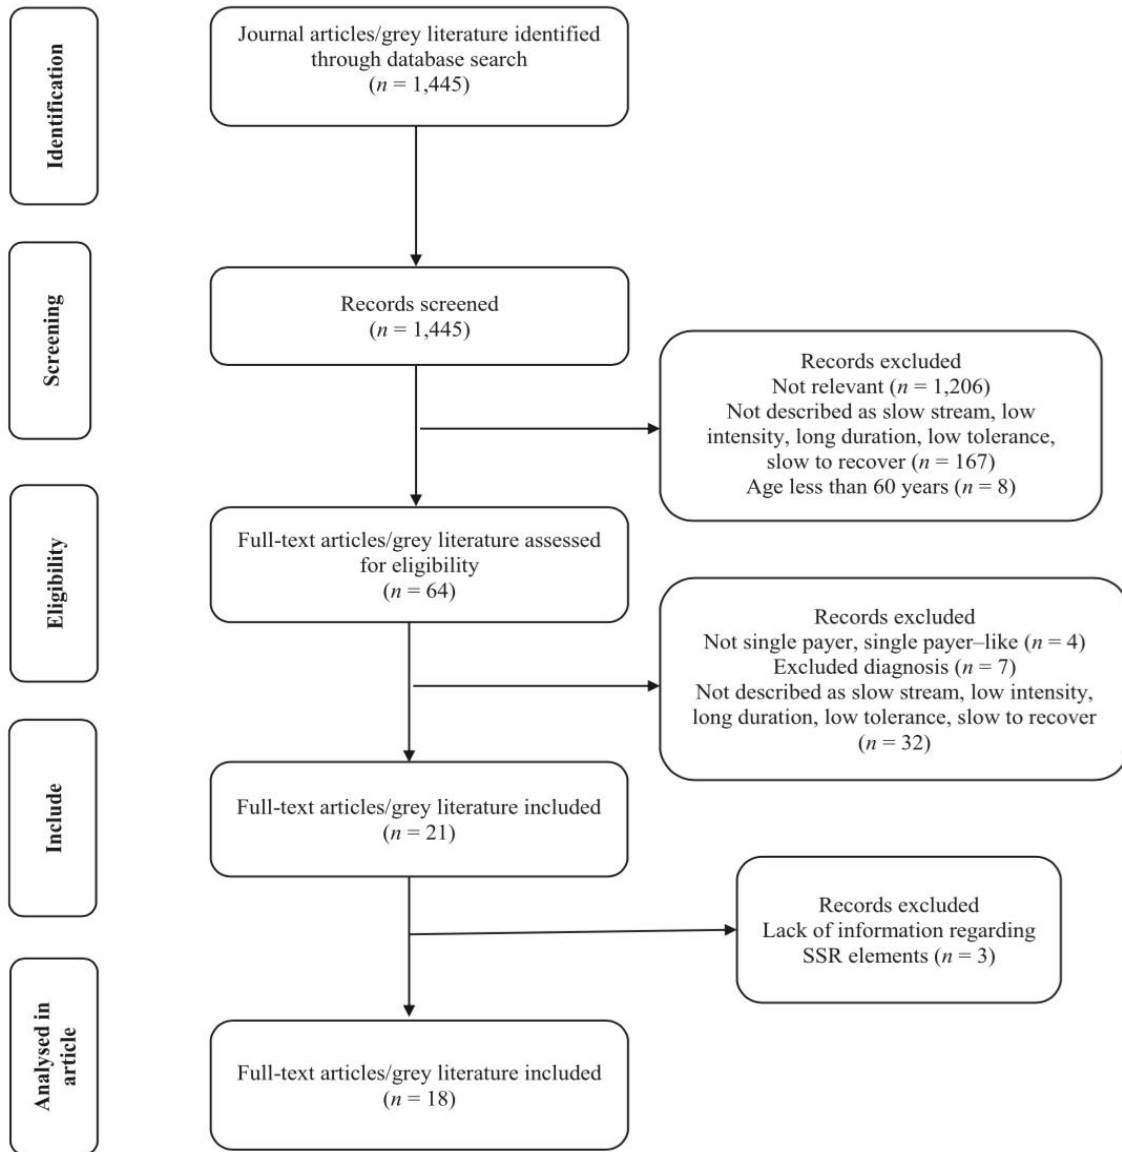 Identification
Journal articles/grey literature identified
through database search
(n = 1,445)
Screening
Records screened
(n = 1,445)
Records excluded
Not relevant (n = 1,206)
Not described as slow stream, low
intensity, long duration, low tolerance,
slow to recover (n = 167)
Age less than 60 years (n = 8)
Eligibility
Full-text articles/grey literature assessed
for eligibility
(n = 64)
Records excluded
Not single payer, single payer–like (n = 4)
Excluded diagnosis (n = 7)
Not described as slow stream, low intensity,
long duration, low tolerance, slow to recover
(n = 32)
Include
Full-text articles/grey literature included
(n = 21)
Records excluded
Lack of information regarding
SSR elements (n = 3)
Analysed in
article
Full-text articles/grey literature included
(n = 18)